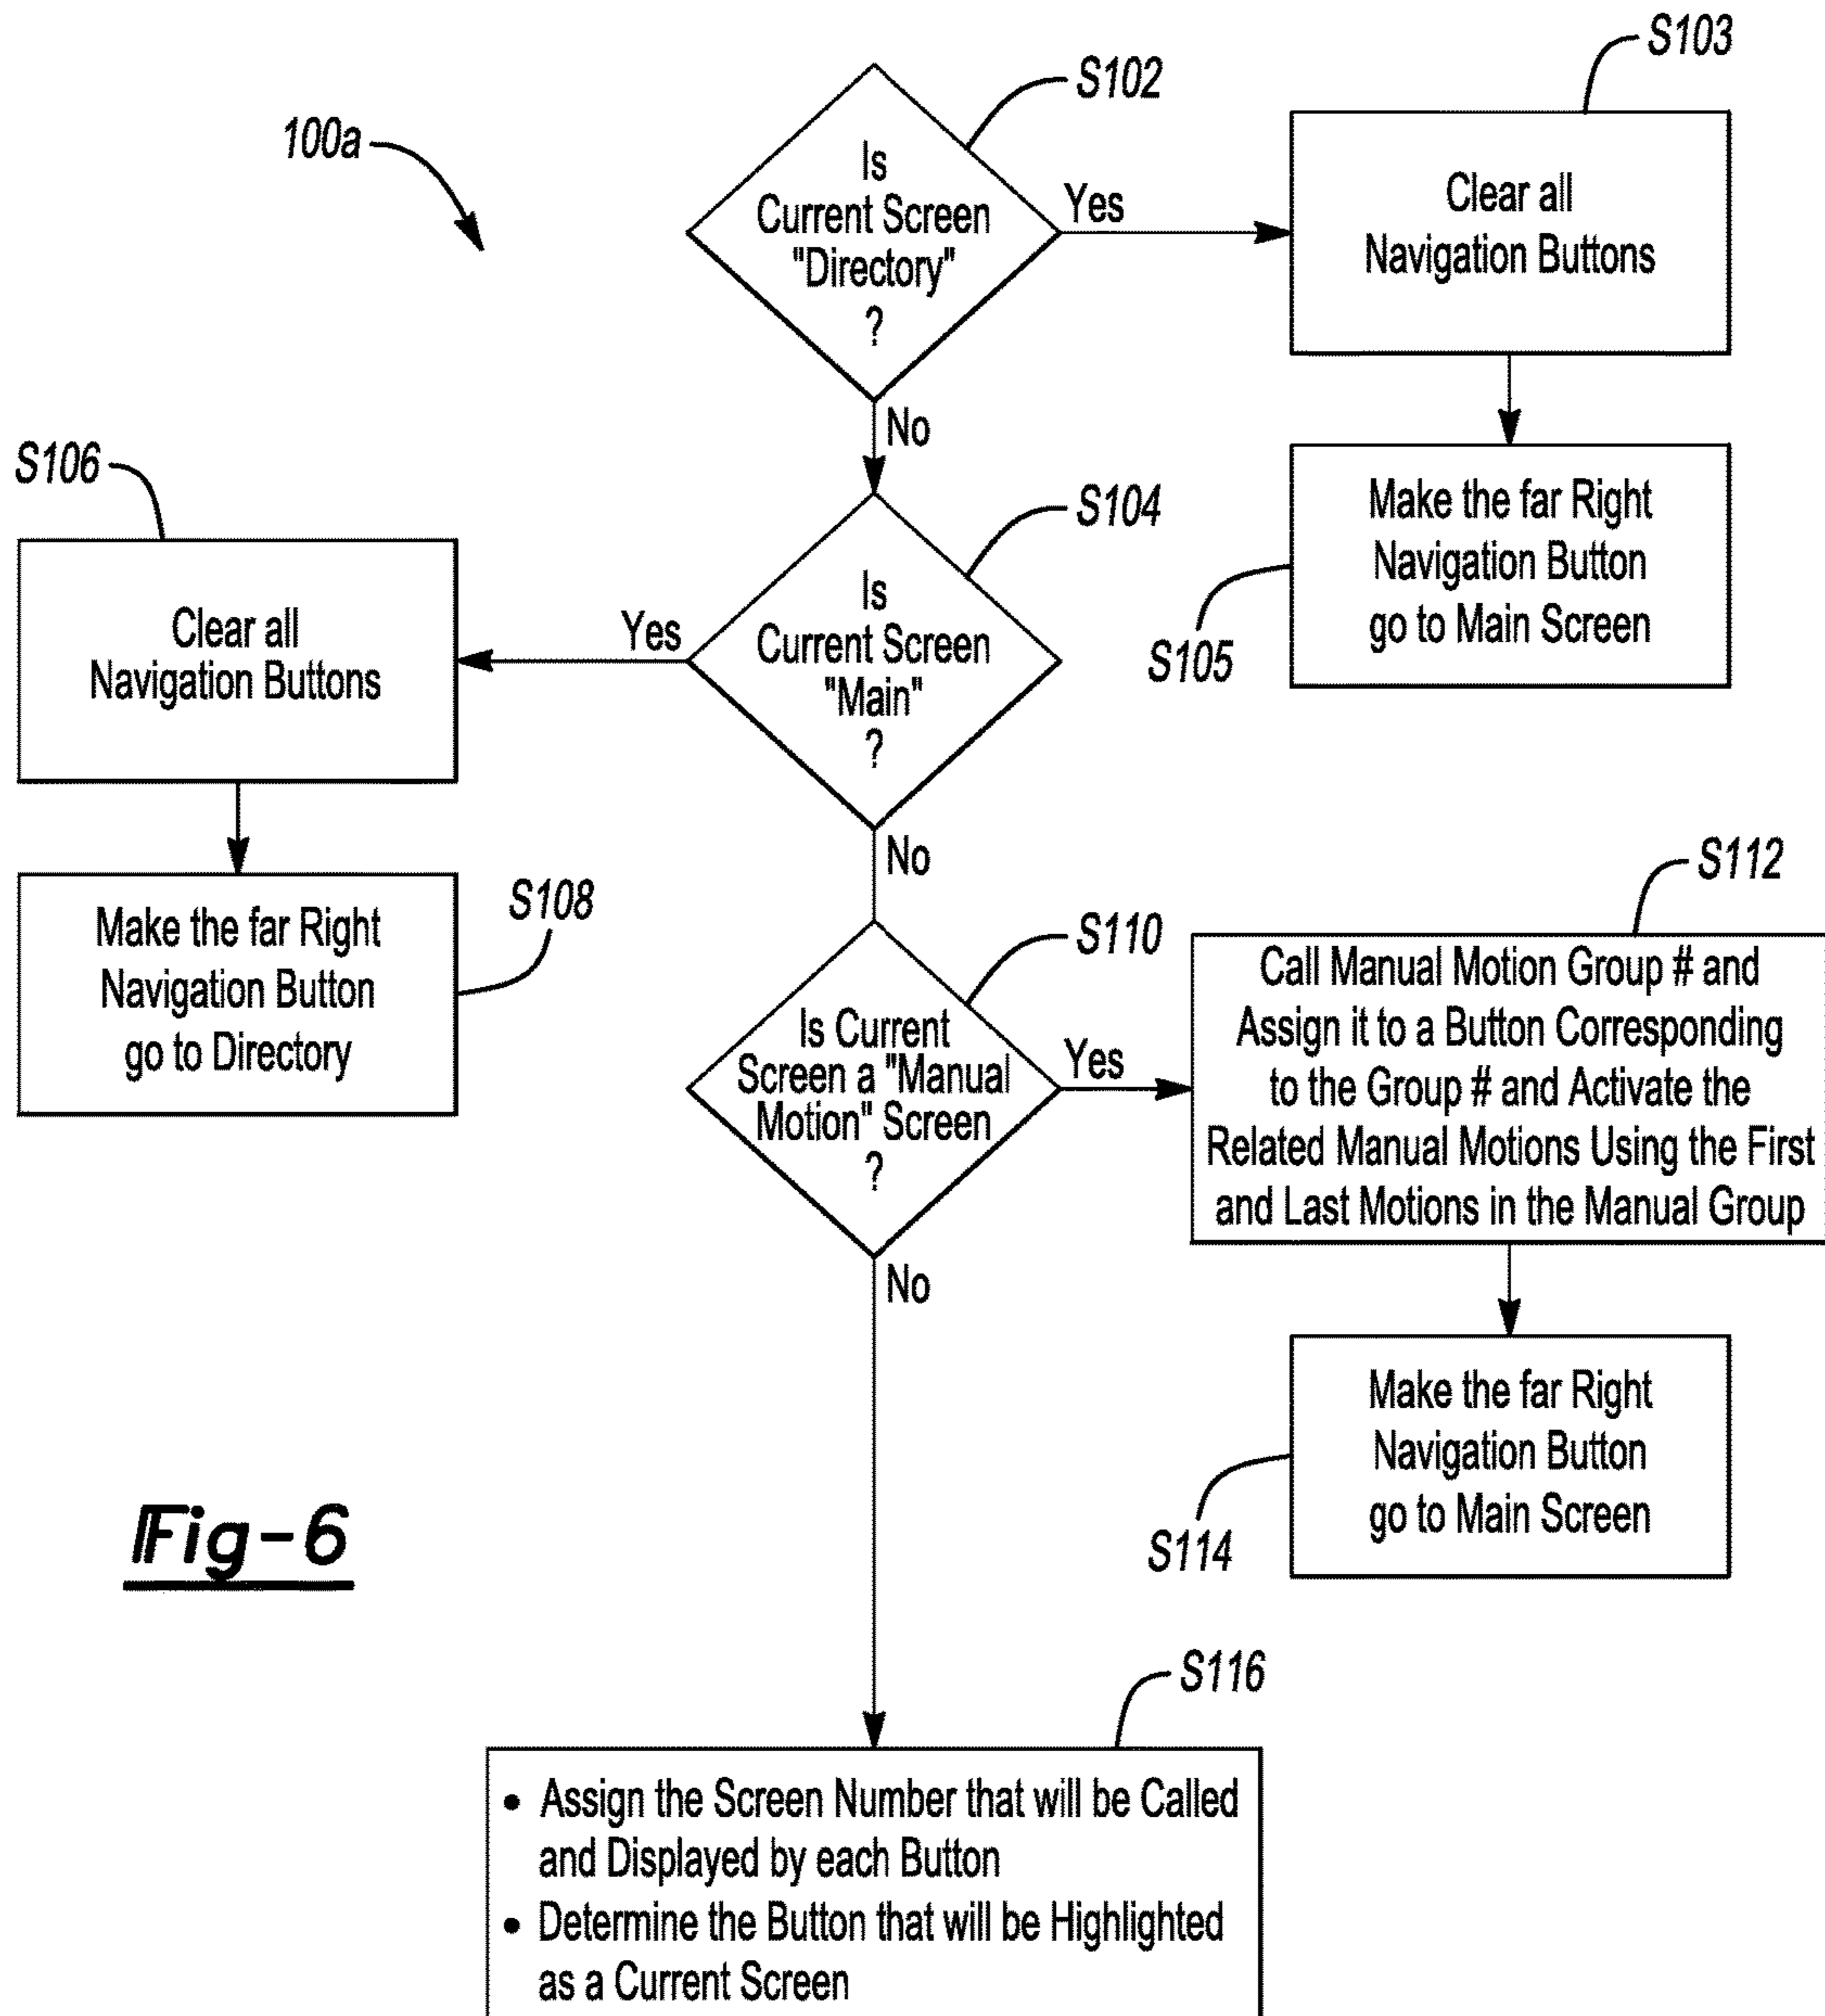 100a
S102
Is
Current Screen
"Directory"
?
Yes
No
S103
Clear all
Navigation Buttons
Make the far Right
Navigation Button
go to Main Screen
S105
S104
Is
Current Screen
"Main"
?
Yes
No
S106
Clear all
Navigation Buttons
Make the far Right
Navigation Button
go to Directory
S108
S110
Is Current
Screen a "Manual
Motion" Screen
?
Yes
No
S112
Call Manual Motion Group # and
Assign it to a Button Corresponding
to the Group # and Activate the
Related Manual Motions Using the First
and Last Motions in the Manual Group
Make the far Right
Navigation Button
go to Main Screen
S114
S116
• Assign the Screen Number that will be Called
and Displayed by each Button
• Determine the Button that will be Highlighted
as a Current Screen
Fig-6